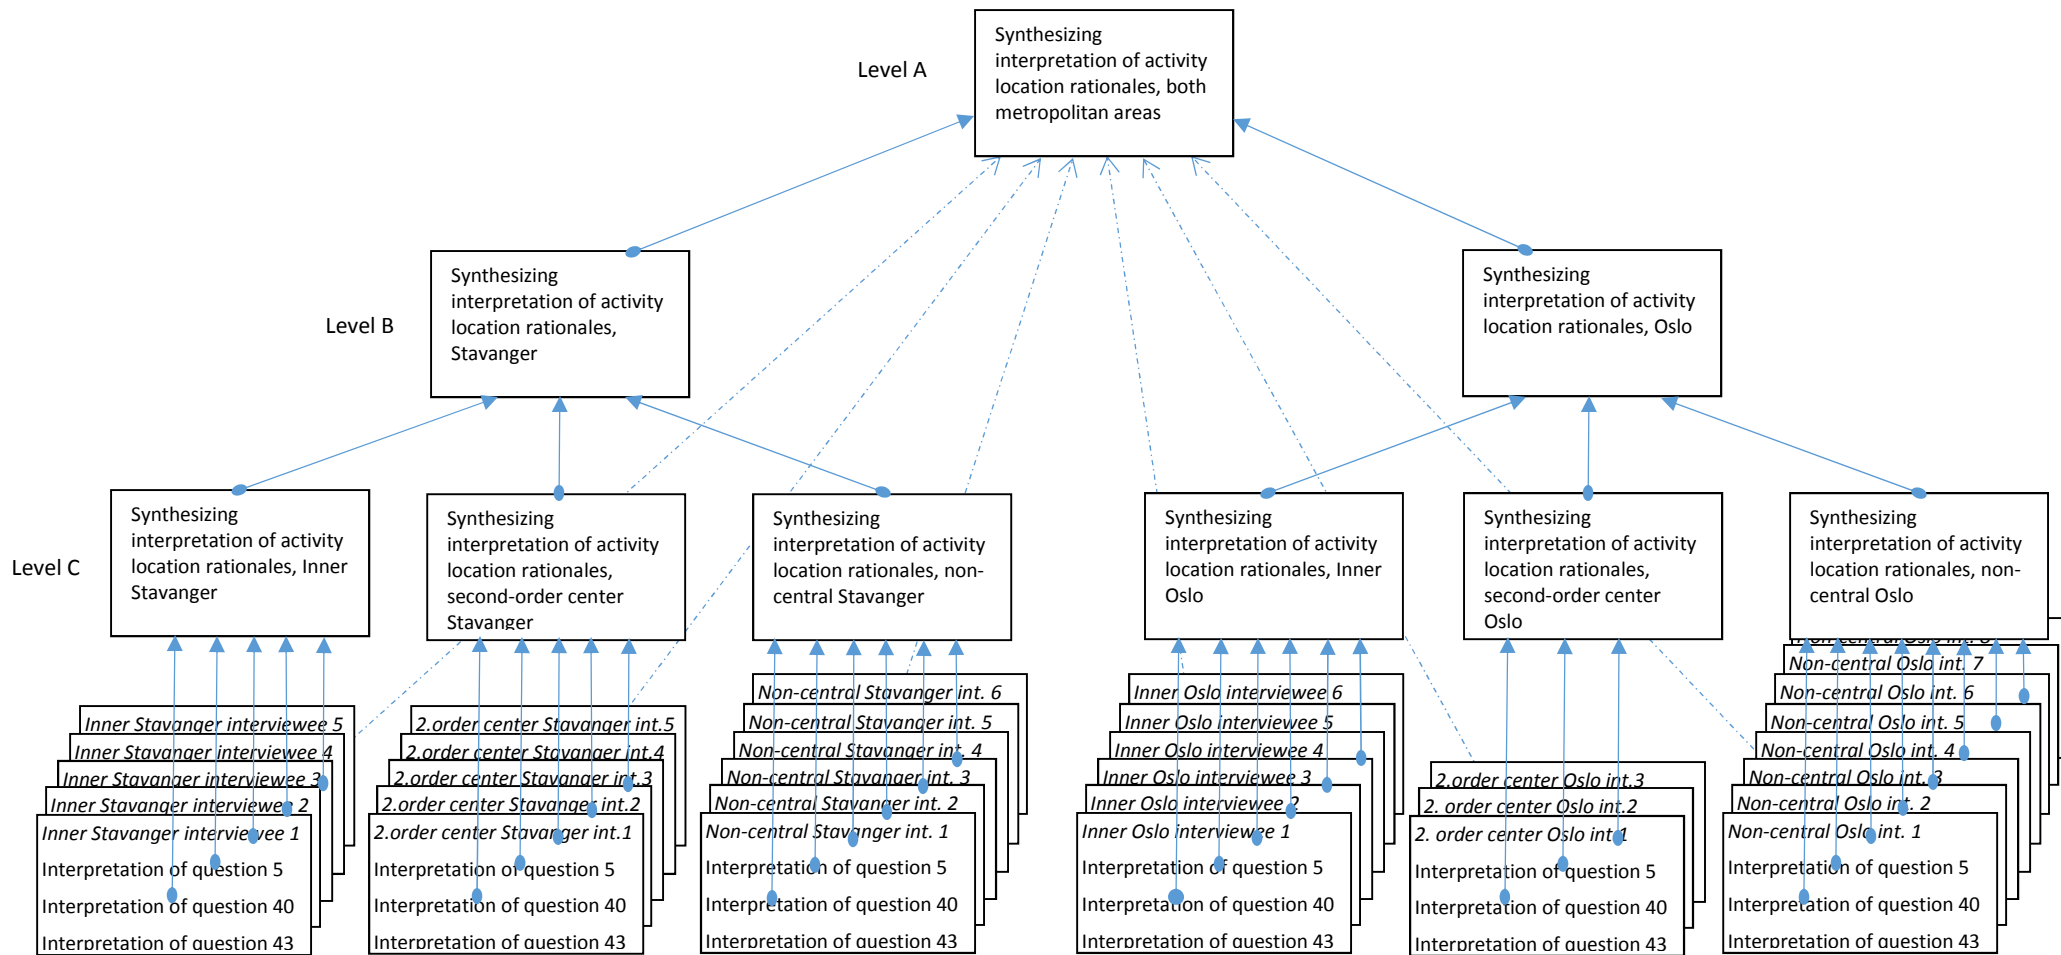 Synthesizing
interpretation of activity
location rationales, both
metropolitan areas
Level A
Synthesizing
interpretation of activity
location rationales,
Stavanger
Level B
Synthesizing
interpretation of activity
location rationales, Oslo
Synthesizing
interpretation of activity
location rationales, Inner
Stavanger
Level C
Synthesizing
interpretation of activity
location rationales,
second-order center
Stavanger
Synthesizing
interpretation of activity
location rationales, non-
central Stavanger
Synthesizing
interpretation of activity
location rationales, Inner
Oslo
Synthesizing
interpretation of activity
location rationales,
second-order center
Oslo
Synthesizing
interpretation of activity
location rationales, non-
central Oslo
Inner Stavanger interviewee 5
Inner Stavanger interviewee 4
Inner Stavanger interviewee 3
Inner Stavanger interviewee 2
Inner Stavanger interviewee 1
Interpretation of question 5
Interpretation of question 40
Interpretation of question 43
2.order center Stavanger int.5
2.order center Stavanger int.4
2.order center Stavanger int.3
2.order center Stavanger int.2
2.order center Stavanger int.1
Interpretation of question 5
Interpretation of question 40
Interpretation of question 43
Non-central Stavanger int. 6
Non-central Stavanger int. 5
Non-central Stavanger int. 4
Non-central Stavanger int. 3
Non-central Stavanger int. 2
Non-central Stavanger int. 1
Interpretation of question 5
Interpretation of question 40
Interpretation of question 43
Inner Oslo interviewee 6
Inner Oslo interviewee 5
Inner Oslo interviewee 4
Inner Oslo interviewee 3
Inner Oslo interviewee 2
Inner Oslo interviewee 1
Interpretation of question 5
Interpretation of question 40
Interpretation of question 43
2.order center Oslo int.3
2. order center Oslo int.2
2. order center Oslo int.1
Interpretation of question 5
Interpretation of question 40
Interpretation of question 43
Non-central Oslo int. 8
Non-central Oslo int. 7
Non-central Oslo int. 6
Non-central Oslo int. 5
Non-central Oslo int. 4
Non-central Oslo int. 3
Non-central Oslo int. 2
Non-central Oslo int. 1
Interpretation of question 5
Interpretation of question 40
Interpretation of question 43